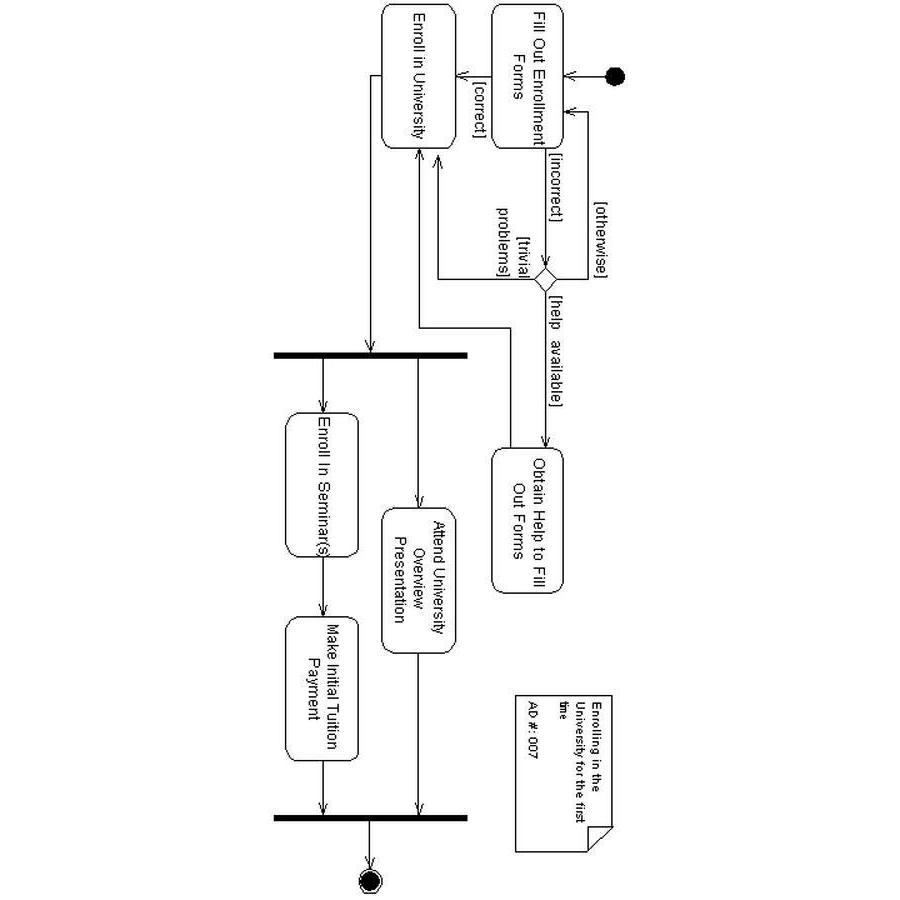 Fill Out Enrollment
Forms
[correct]
Enroll in University
[incorrect]
[otherwise]
[trivial
problems]
[help available]
Obtain Help to Fill
Out Forms
Enroll In Seminar(s)
Attend University
Overview
Presentation
Make Initial Tuition
Payment
Enrolling in the
University for the first
time
AD #: 007